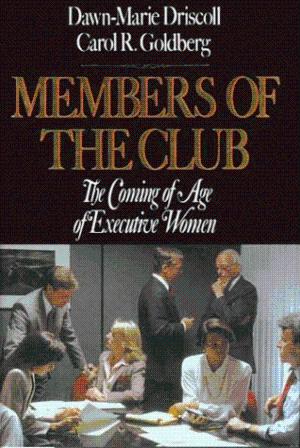 Dawn-Marie Driscoll
Carol R. Goldberg
MEMBERS OF
THE CLUB
The Coming of Age
of Executive Women